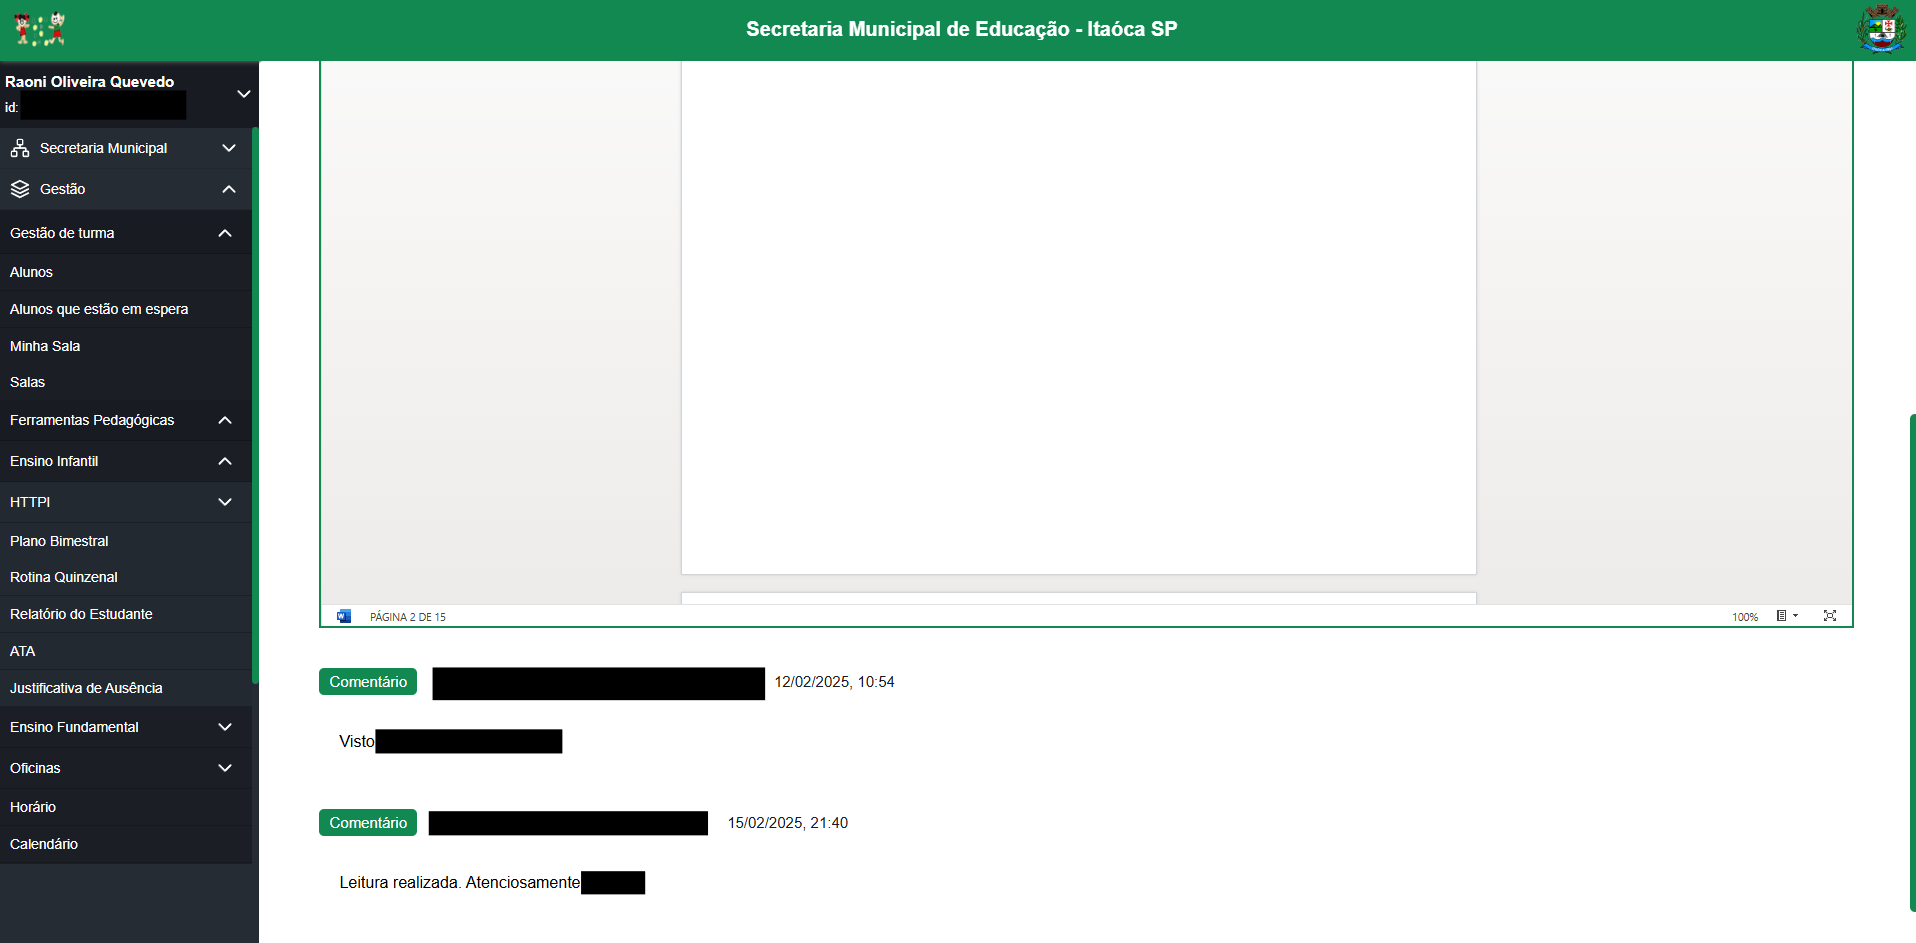 Secretaria Municipal de Educação - Itaóca SP
Raoni Oliveira Quevedo
id:
Secretaria Municipal
Gestão
Gestão de turma
Alunos
Alunos que estão em espera
Minha Sala
Salas
Ferramentas Pedagógicas
Ensino Infantil
HTTPI
Plano Bimestral
Rotina Quinzenal
Relatório do Estudante
ATA
Justificativa de Ausência
Ensino Fundamental
Oficinas
Horário
Calendário
PÁGINA 2 DE 15
100%
Comentário 12/02/2025, 10:54
Visto
Comentário 15/02/2025, 21:40
Leitura realizada. Atenciosamente